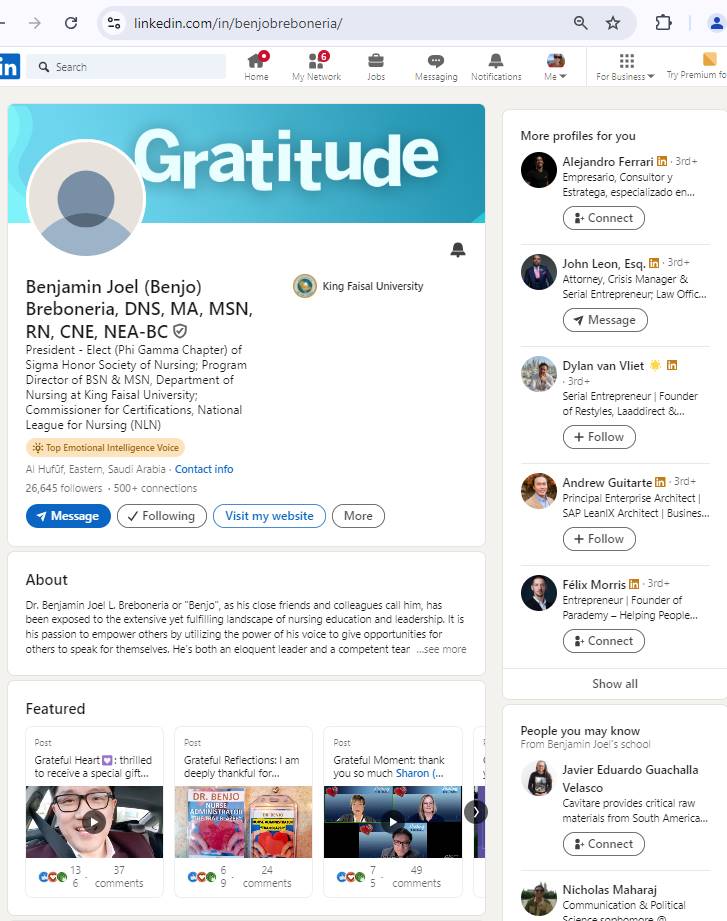 linkedin.com/in/benjobreboneria/
in
Search
Home
6
My Network
Jobs
Messaging
Notifications
Me
For Business
Try Premium fo
Gratitude
Benjamin Joel (Benjo)
Breboneria, DNS, MA, MSN,
RN, CNE, NEA-BC
King Faisal University
President - Elect (Phi Gamma Chapter) of
Sigma Honor Society of Nursing; Program
Director of BSN & MSN, Department of
Nursing at King Faisal University;
Commissioner for Certifications, National
League for Nursing (NLN)
Top Emotional Intelligence Voice
Al Hufūf, Eastern, Saudi Arabia · Contact info
26,645 followers · 500+ connections
Message
Following
Visit my website
More
About
Dr. Benjamin Joel L. Breboneria or "Benjo", as his close friends and colleagues call him, has
been exposed to the extensive yet fulfilling landscape of nursing education and leadership. It is
his passion to empower others by utilizing the power of his voice to give opportunities for
others to speak for themselves. He's both an eloquent leader and a competent tear ...see more
Featured
Post
Grateful Heart 💟: thrilled
to receive a special gift...
13
6
·
37
comments
Post
Grateful Reflections: I am
deeply thankful for...
DR. BENJO
NURSE
ADMINISTRATOR
6
9
·
24
comments
Post
Grateful Moment: thank
you so much Sharon (...
7
5
·
49
comments
More profiles for you
Alejandro Ferrari in · 3rd+
Empresario, Consultor y
Estratega, especializado en...
Connect
John Leon, Esq. in · 3rd+
Attorney, Crisis Manager &
Serial Entrepreneur; Law Offic...
Message
Dylan van Vliet ☀️ in
· 3rd+
Serial Entrepreneur | Founder
of Restyles, Laaddirect &...
+ Follow
Andrew Guitarte in · 3rd+
Principal Enterprise Architect |
SAP LeanIX Architect | Busines...
+ Follow
Félix Morris in · 3rd+
Entrepreneur | Founder of
Parademy – Helping People...
Connect
Show all
People you may know
From Benjamin Joel's school
Javier Eduardo Guachalla
Velasco
Cavitare provides critical raw
materials from South America...
Connect
Nicholas Maharaj
Communication & Political
Science sophomore @